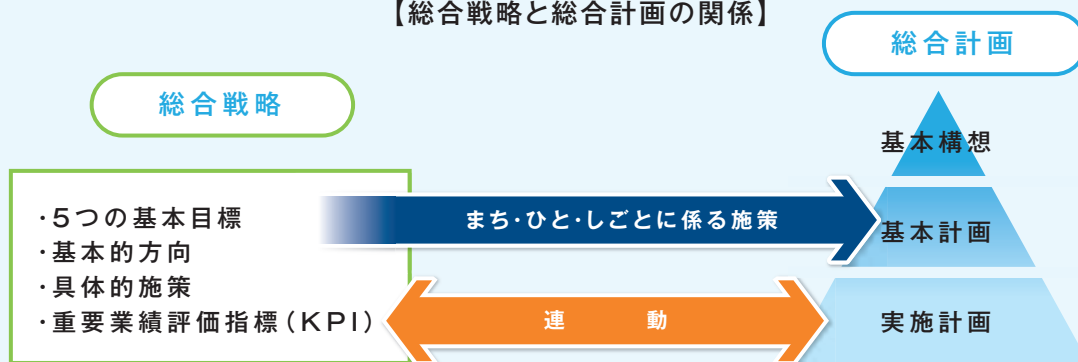 【総合戦略と総合計画の関係】
総合計画
総合戦略
基本構想
・5つの基本目標
・基本的方向
・具体的施策
・重要業績評価指標(KPI)
まち・ひと・しごとに係る施策
基本計画
連動
実施計画